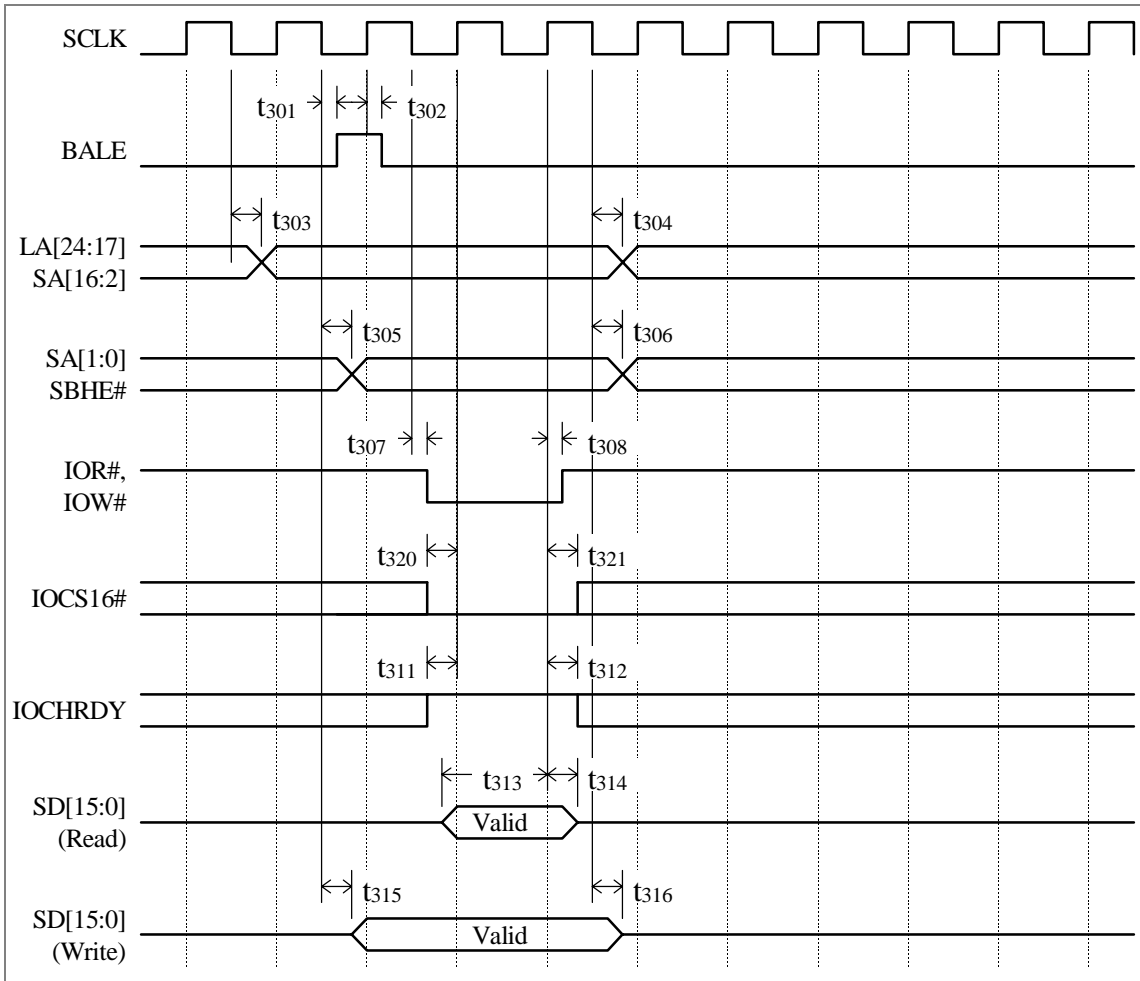 SCLK
t301 t302
BALE
t303 t304
LA[24:17]
SA[16:2]
t305 t306
SA[1:0]
SBHE#
t307 t308
IOR#,
IOW#
t320 t321
IOCS16#
t311 t312
IOCHRDY
t313 t314
SD[15:0]
(Read)
Valid
t315 t316
SD[15:0]
(Write)
Valid